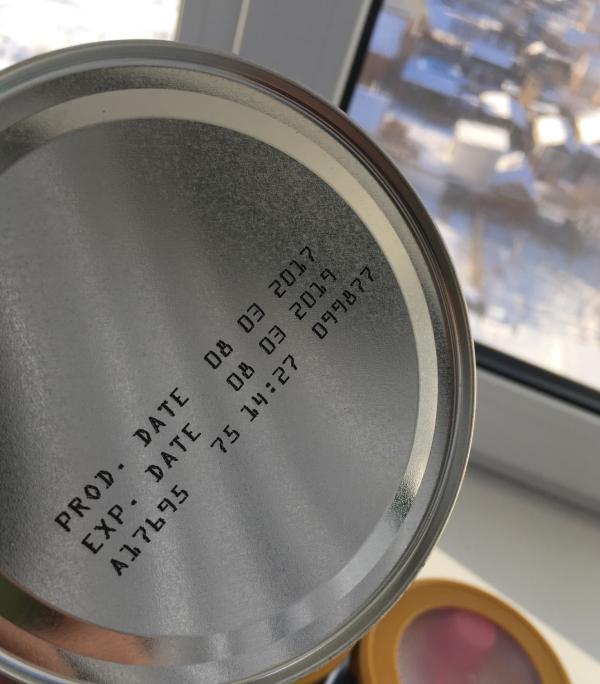 PROD. DATE 08 03 2017
EXP. DATE 08 03 2019
A17695 75 14:27 099877